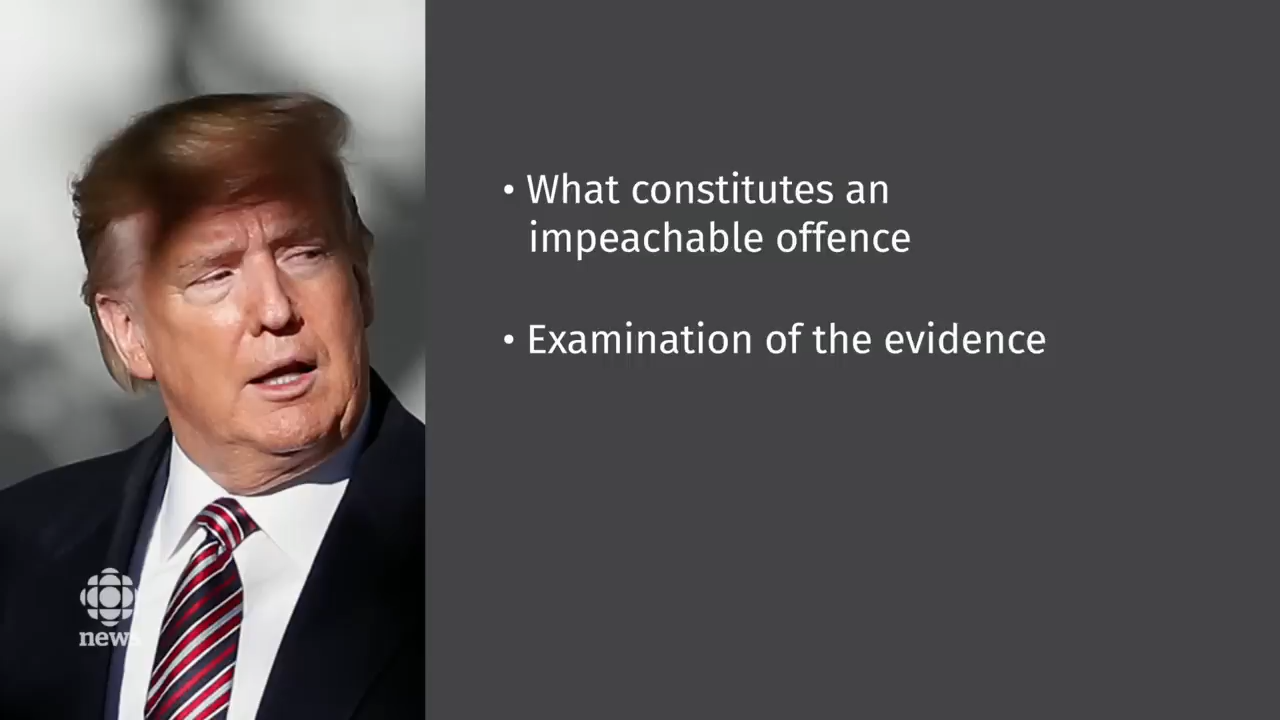 • What constitutes an
impeachable offence
• Examination of the evidence
news